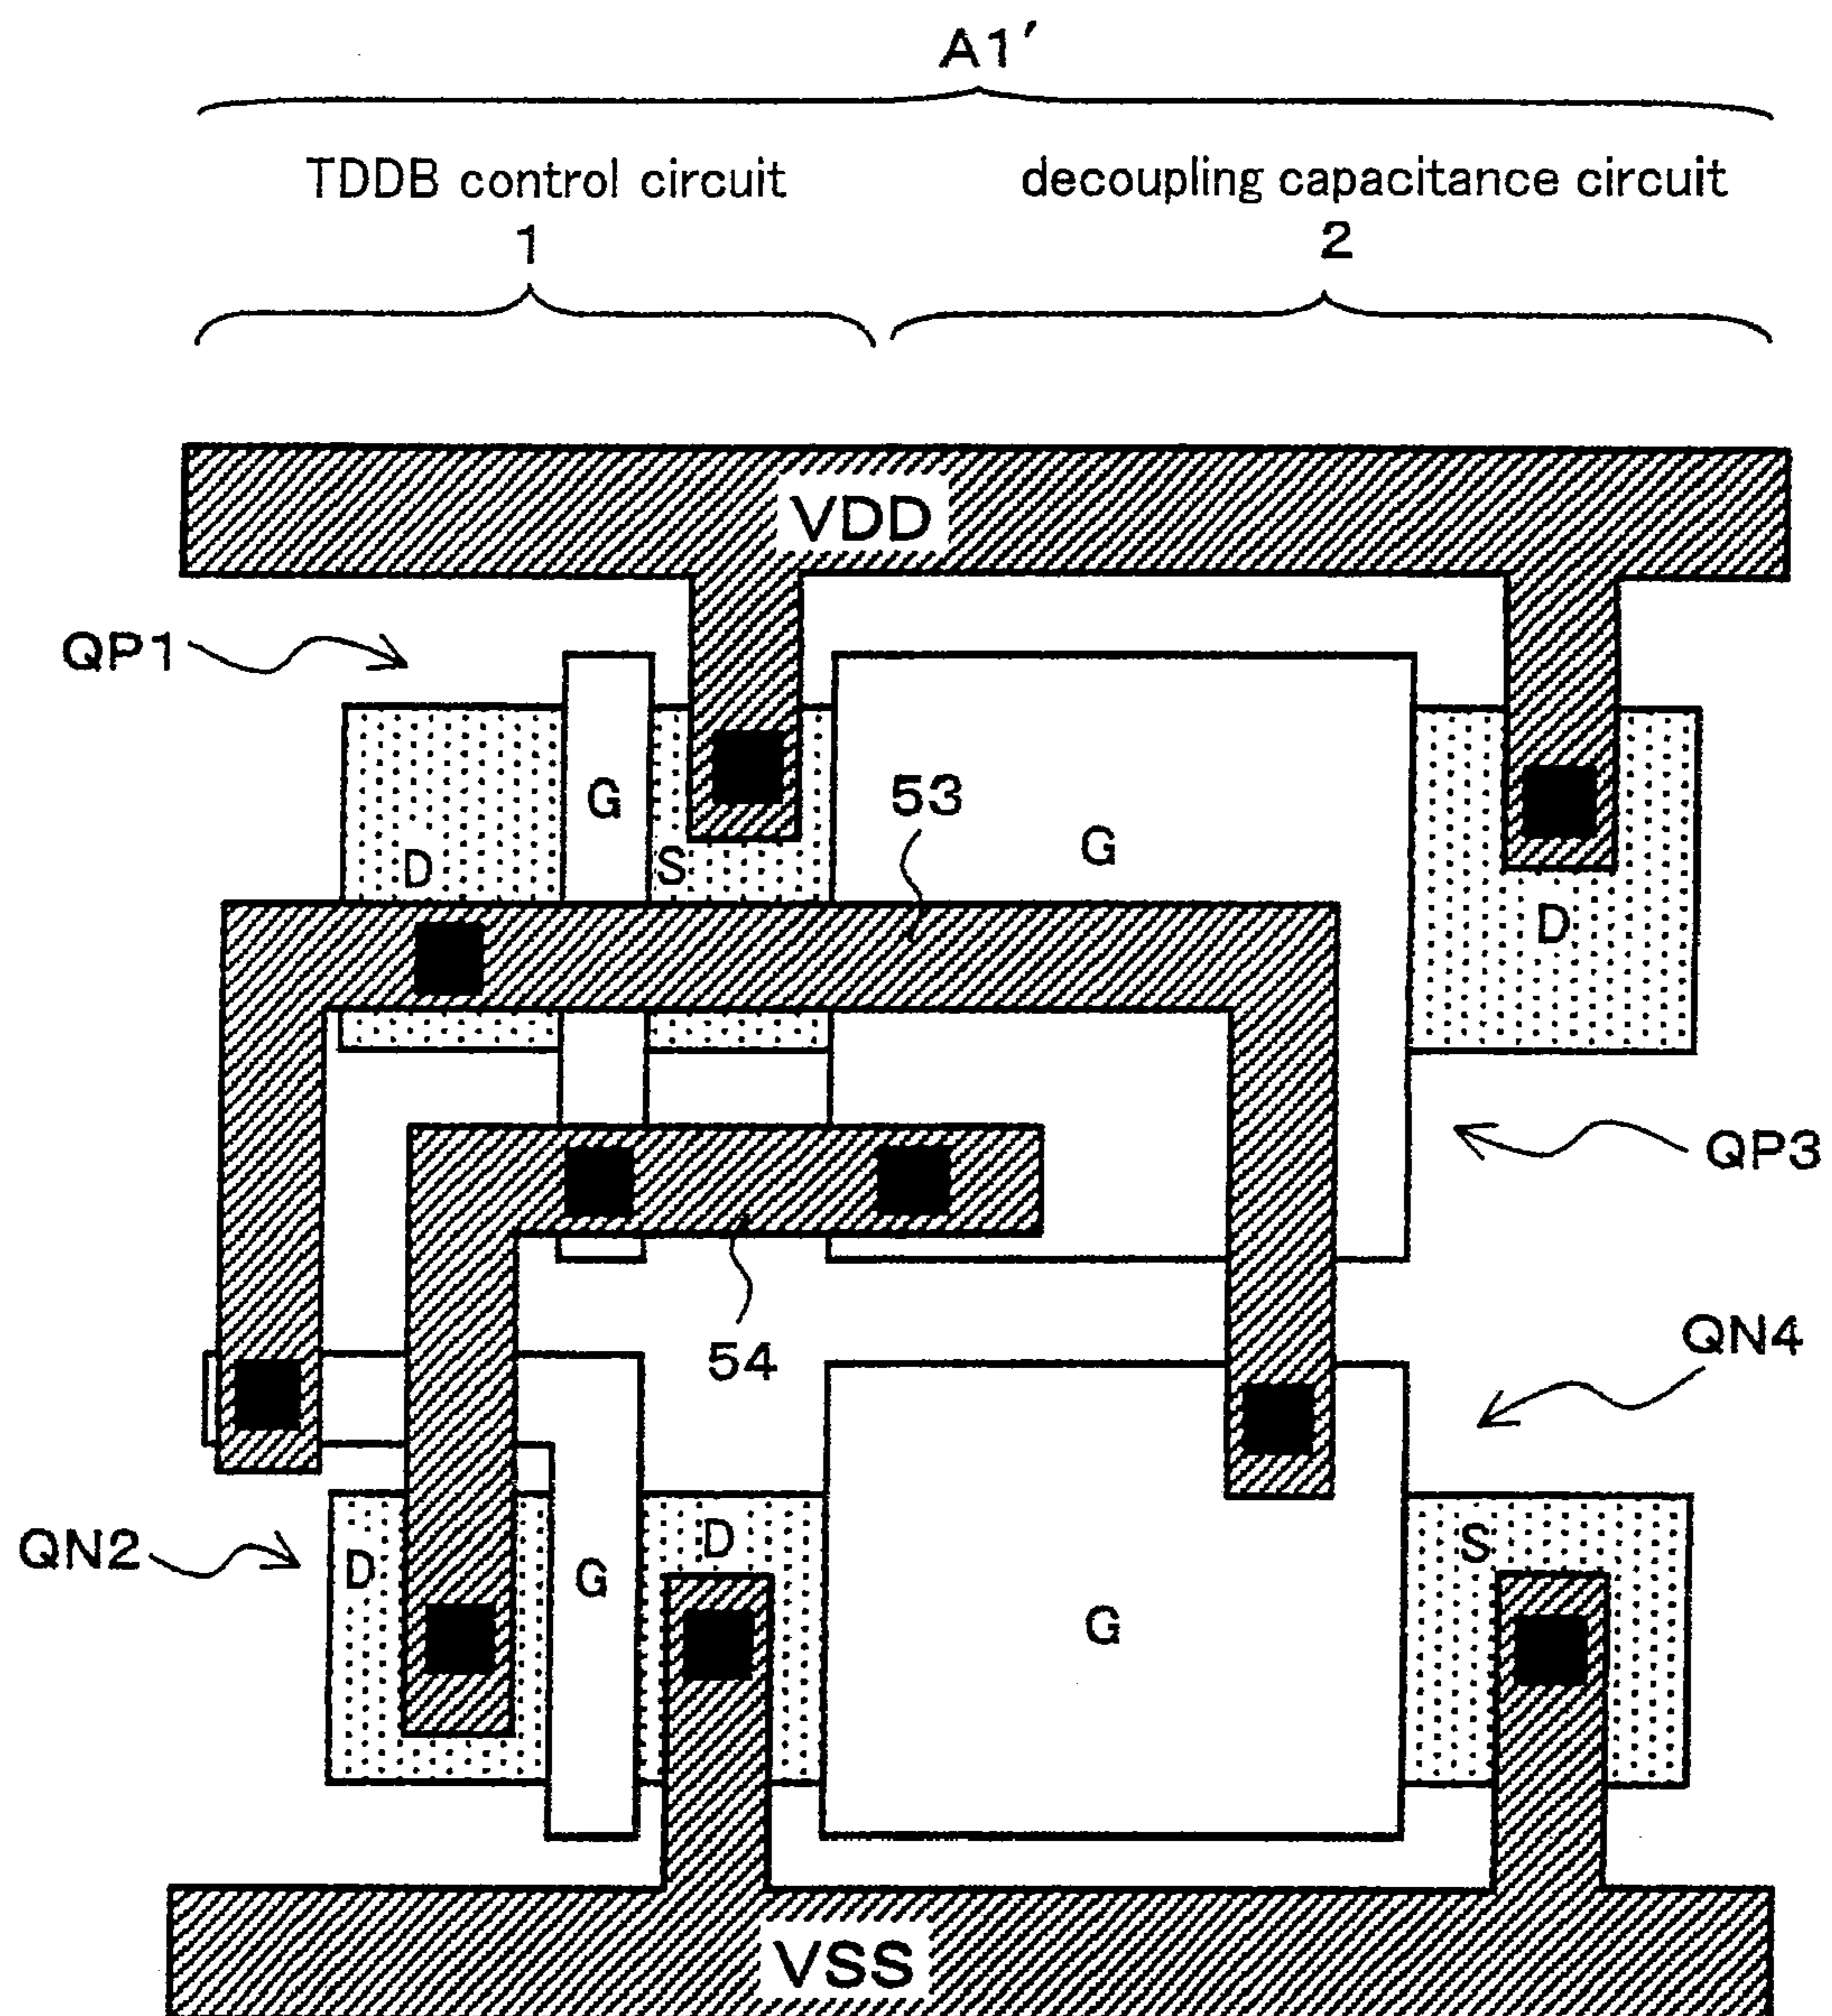 A1′
TDDB control circuit
1
decoupling capacitance circuit
2
VDD
QP1
G
D
S
53
G
D
QP3
54
QN4
QN2
D
G
D
G
S
VSS